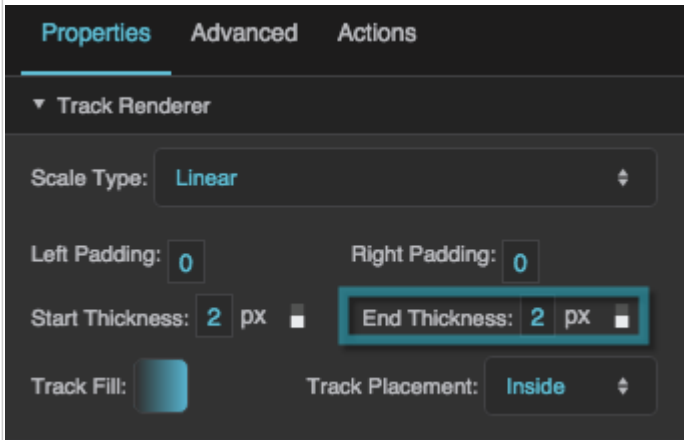 Properties Advanced Actions
Track Renderer
Scale Type: Linear
Left Padding: 0 Right Padding: 0
Start Thickness: 2 px End Thickness: 2 px
Track Fill: Track Placement: Inside